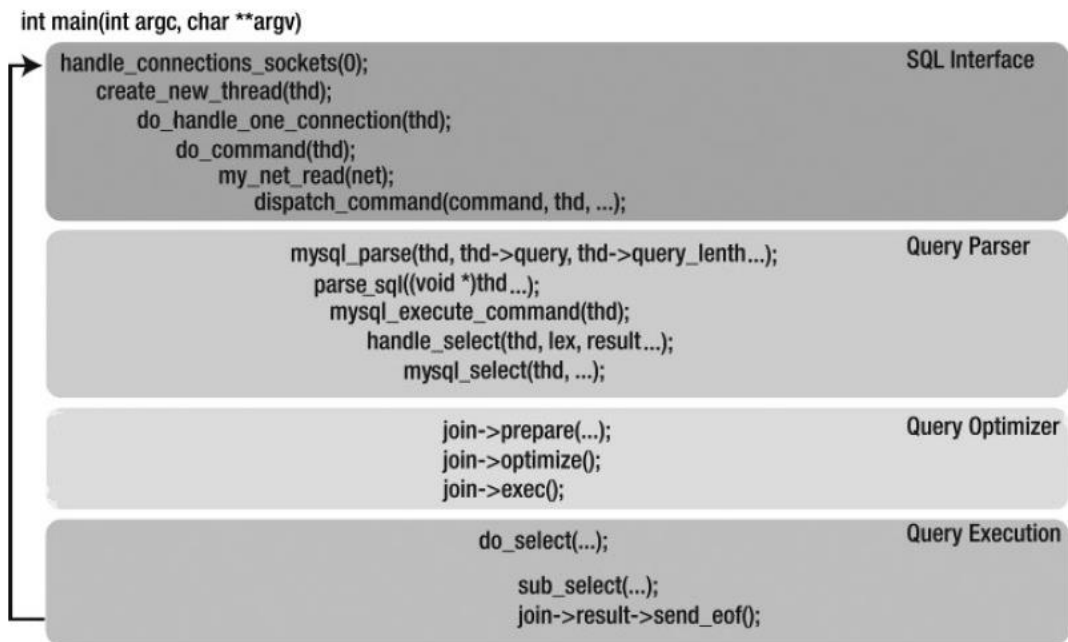 int main(int argc, char **argv)
SQL Interface
handle_connections_sockets(0);
create_new_thread(thd);
do_handle_one_connection(thd);
do_command(thd);
my_net_read(net);
dispatch_command(command, thd, ...);
Query Parser
mysql_parse(thd, thd->query, thd->query_lenth...);
parse_sql((void *)thd...);
mysql_execute_command(thd);
handle_select(thd, lex, result...);
mysql_select(thd, ...);
Query Optimizer
join->prepare(...);
join->optimize();
join->exec();
Query Execution
do_select(...);
sub_select(...);
join->result->send_eof();